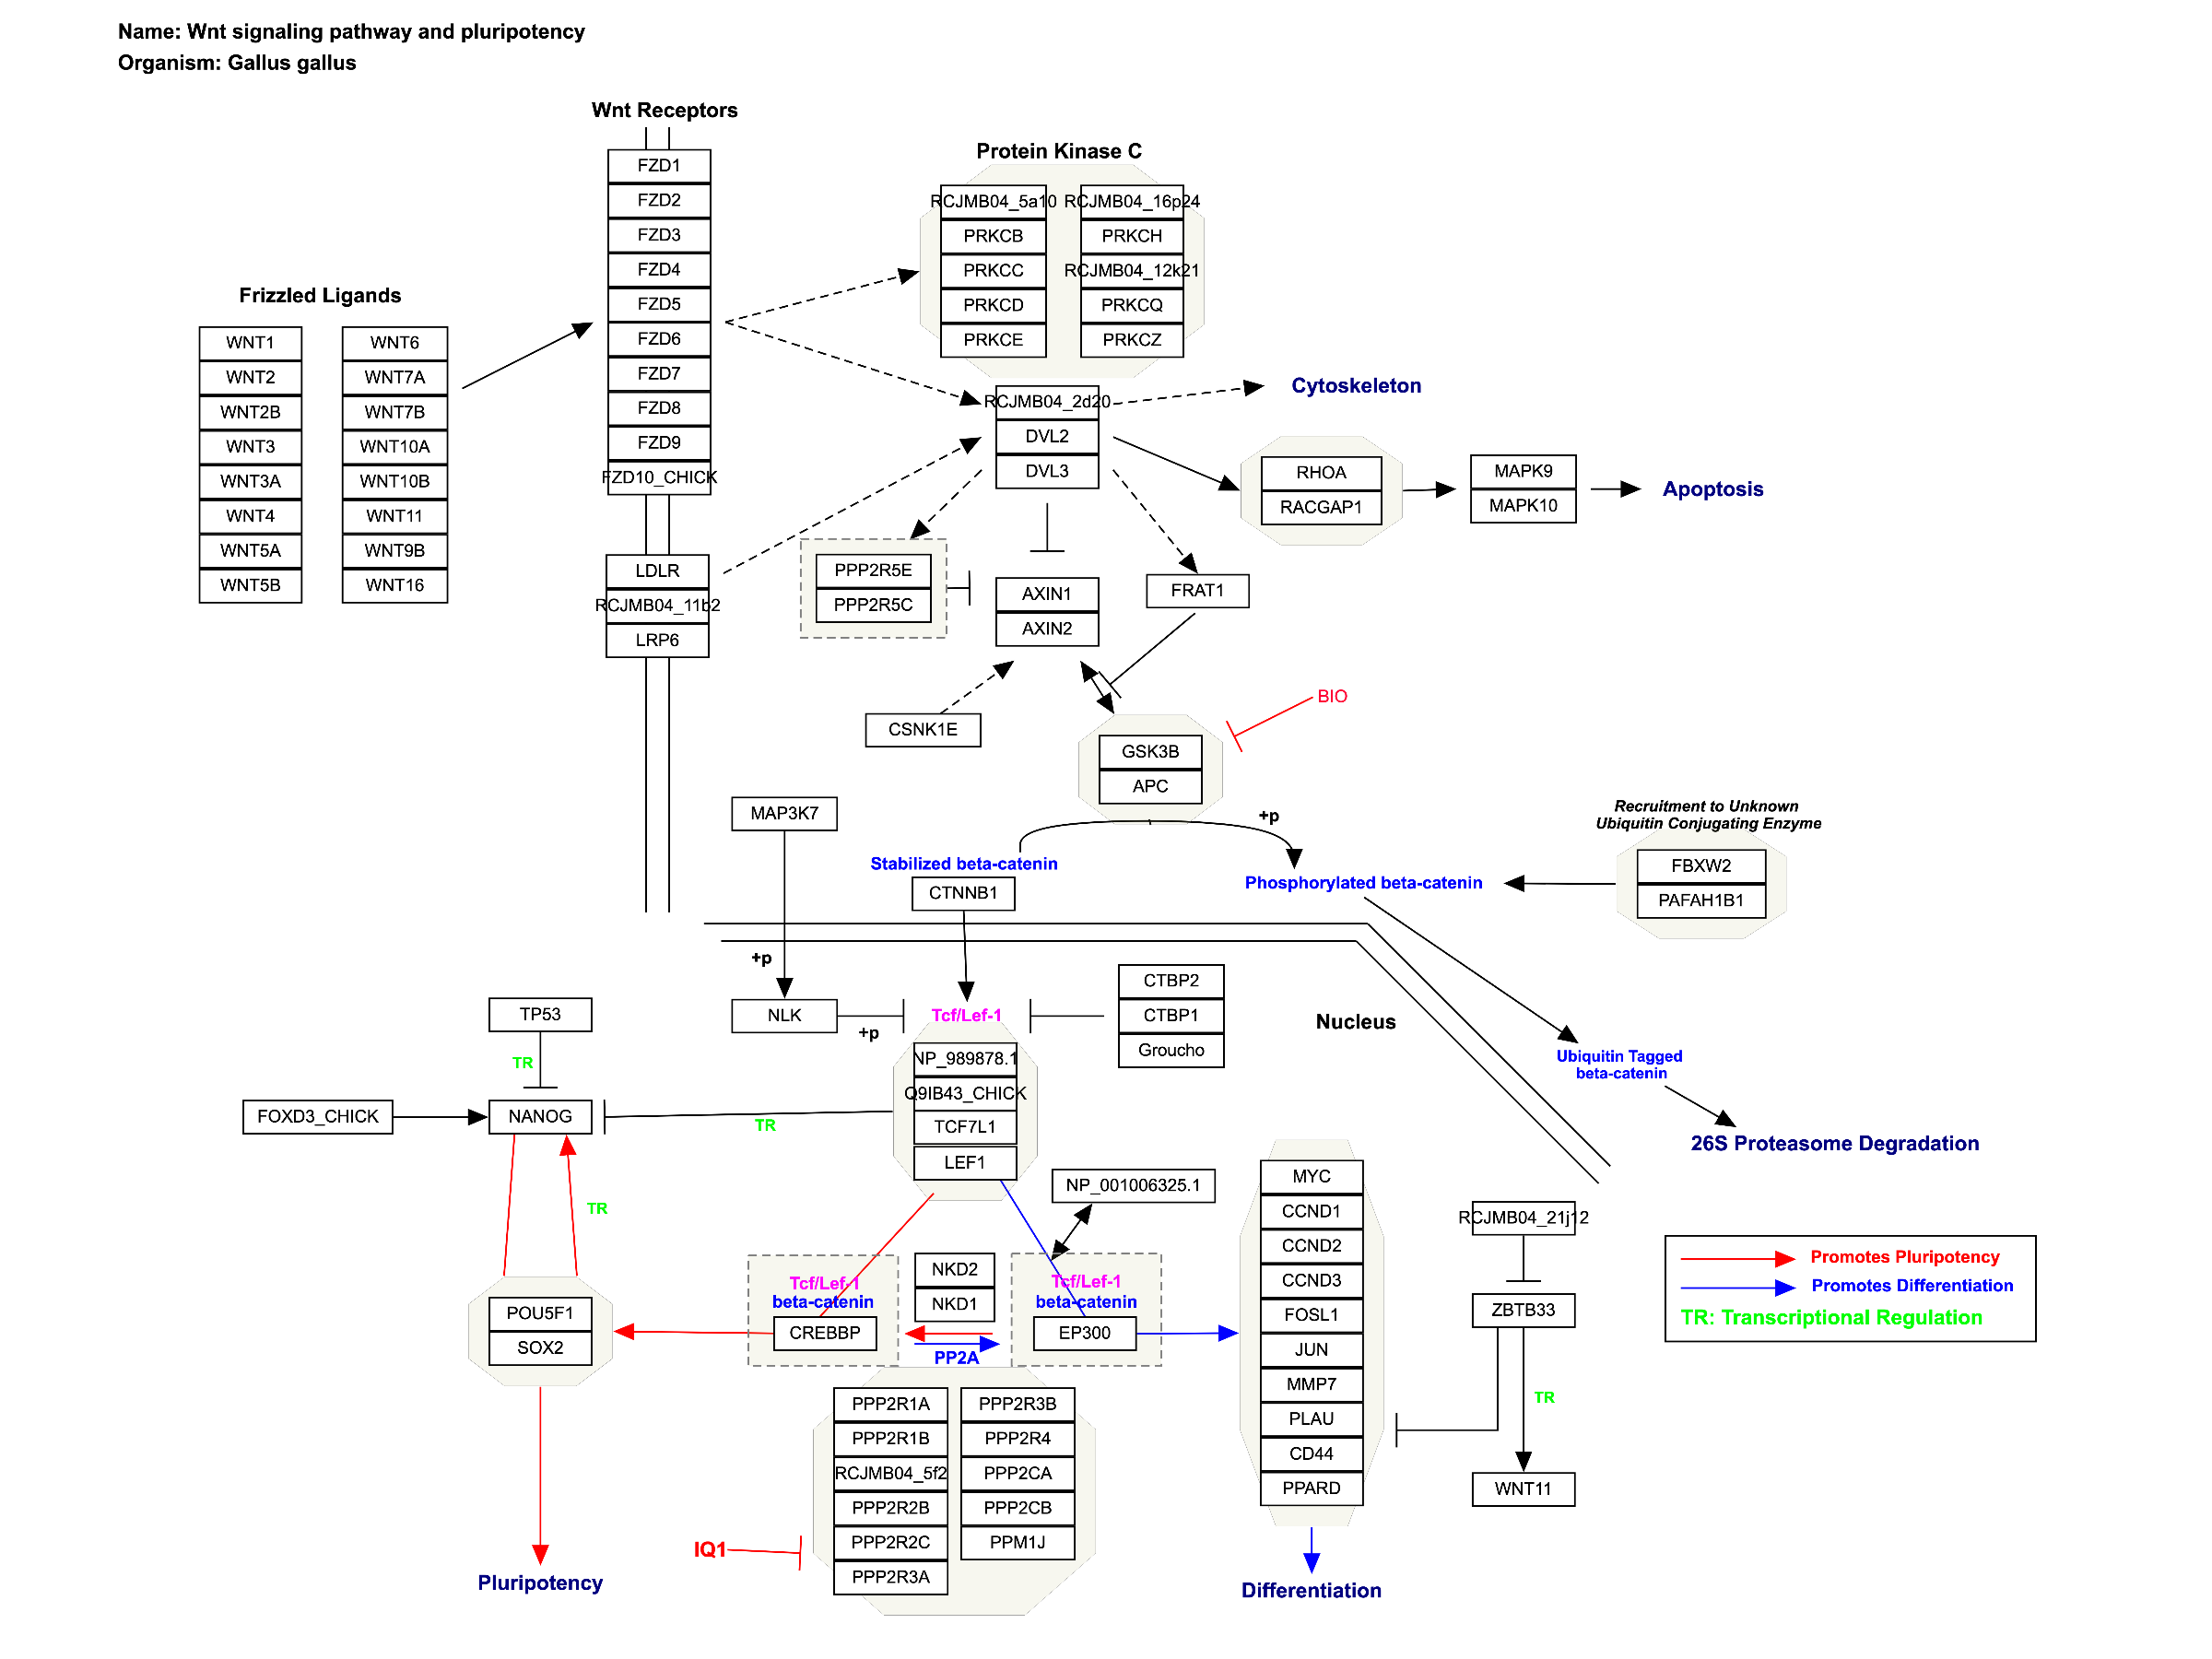 Name: Wnt signaling pathway and pluripotency
Organism: Gallus gallus
Wnt Receptors
FZD1
FZD2
FZD3
FZD4
FZD5
FZD6
FZD7
FZD8
FZD9
FZD10_CHICK
LDLR
RCJMB04_11b2
LRP6
Protein Kinase C
RCJMB04_5a10
PRKCB
PRKCC
PRKCD
PRKCE
RCJMB04_16p24
PRKCH
RCJMB04_12k21
PRKCQ
PRKCZ
Frizzled Ligands
WNT1
WNT2
WNT2B
WNT3
WNT3A
WNT4
WNT5A
WNT5B
WNT6
WNT7A
WNT7B
WNT10A
WNT10B
WNT11
WNT9B
WNT16
RCJMB04_2d20
DVL2
DVL3
Cytoskeleton
RHOA
RACGAP1
MAPK9
MAPK10
Apoptosis
PPP2R5E
PPP2R5C
AXIN1
AXIN2
FRAT1
CSNK1E
BIO
GSK3B
APC
MAP3K7
+p
Recruitment to Unknown
Ubiquitin Conjugating Enzyme
FBXW2
PAFAH1B1
Stabilized beta-catenin
CTNNB1
Phosphorylated beta-catenin
+p
NLK
+p
Tcf/Lef-1
CTBP2
CTBP1
Groucho
Nucleus
TP53
TR
FOXD3_CHICK
NANOG
TR
NP_989878.1
Q9IB43_CHICK
TCF7L1
LEF1
Ubiquitin Tagged
beta-catenin
26S Proteasome Degradation
NP_001006325.1
TR
MYC
CCND1
CCND2
CCND3
FOSL1
JUN
MMP7
PLAU
CD44
PPARD
RCJMB04_21j12
ZBTB33
TR
WNT11
Promotes Pluripotency
Promotes Differentiation
TR: Transcriptional Regulation
POU5F1
SOX2
Tcf/Lef-1
beta-catenin
CREBBP
NKD2
NKD1
PP2A
Tcf/Lef-1
beta-catenin
EP300
PPP2R1A
PPP2R1B
RCJMB04_5f2
PPP2R2B
PPP2R2C
PPP2R3A
PPP2R3B
PPP2R4
PPP2CA
PPP2CB
PPM1J
IQ1
Pluripotency
Differentiation